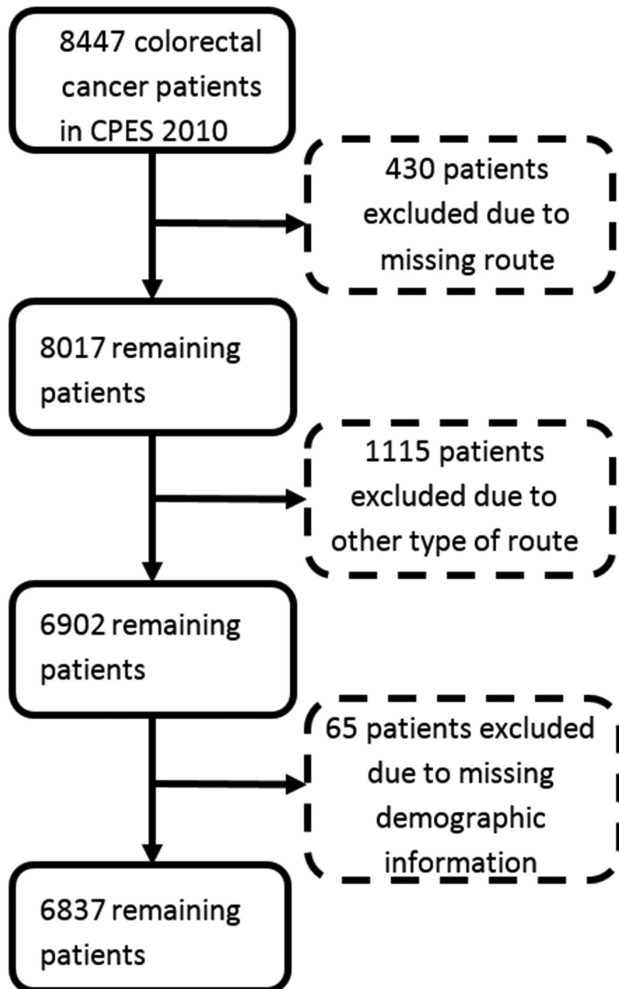 8447 colorectal
cancer patients
in CPES 2010
430 patients
excluded due to
missing route
8017 remaining
patients
1115 patients
excluded due to
other type of route
6902 remaining
patients
65 patients excluded
due to missing
demographic
information
6837 remaining
patients